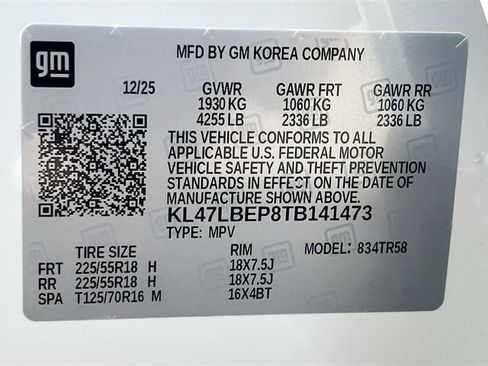 gm
MFD BY GM KOREA COMPANY
12/25 GVWR GAWR FRT GAWR RR
1930 KG 1060 KG 1060 KG
4255 LB 2336 LB 2336 LB
THIS VEHICLE CONFORMS TO ALL
APPLICABLE U.S. FEDERAL MOTOR
VEHICLE SAFETY AND THEFT PREVENTION
STANDARDS IN EFFECT ON THE DATE OF
MANUFACTURE SHOWN ABOVE.
KL47LBEP8TB141473
TYPE: MPV MODEL: 834TR58
TIRE SIZE RIM
FRT 225/55R18 H 18X7.5J
RR 225/55R18 H 18X7.5J
SPA T125/70R16 M 16X4BT